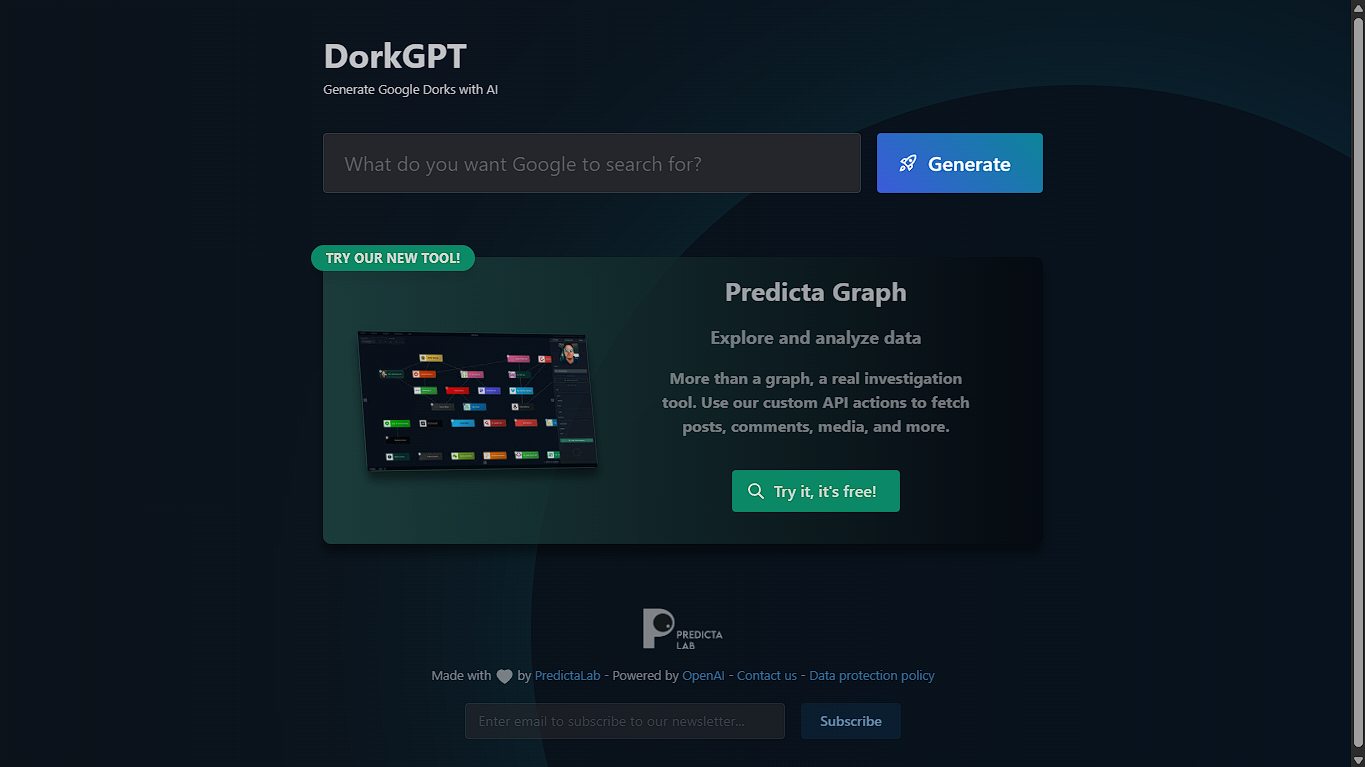 DorkGPT
Generate Google Dorks with AI
What do you want Google to search for?
Generate
TRY OUR NEW TOOL!
Predicta Graph
Explore and analyze data
More than a graph, a real investigation
tool. Use our custom API actions to fetch
posts, comments, media, and more.
Try it, it's free!
PREDICTA
LAB
Made with by PredictaLab - Powered by OpenAI - Contact us - Data protection policy
Enter email to subscribe to our newsletter...
Subscribe